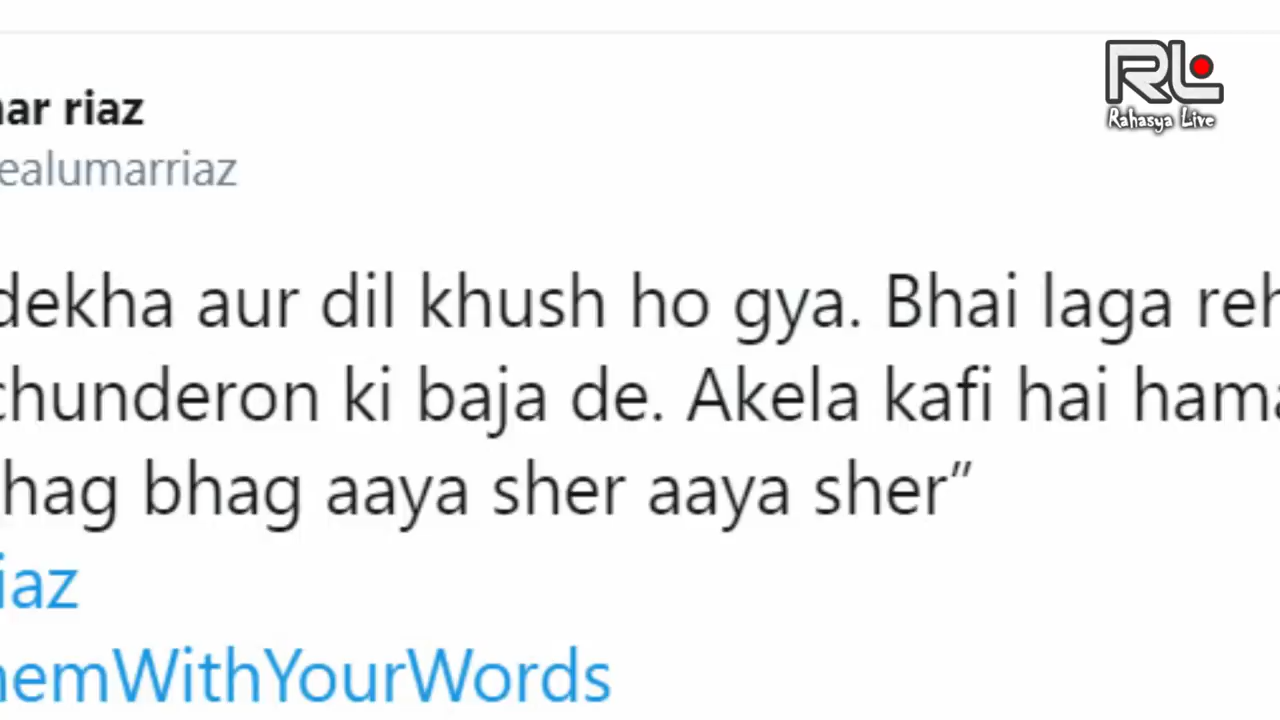 ar riaz
ealumarriaz
dekha aur dil khush ho gya. Bhai laga reh
chunderon ki baja de. Akela kafi hai hama
hag bhag aaya sher aaya sher”
iaz
emWithYourWords
RL
Rahasya Live